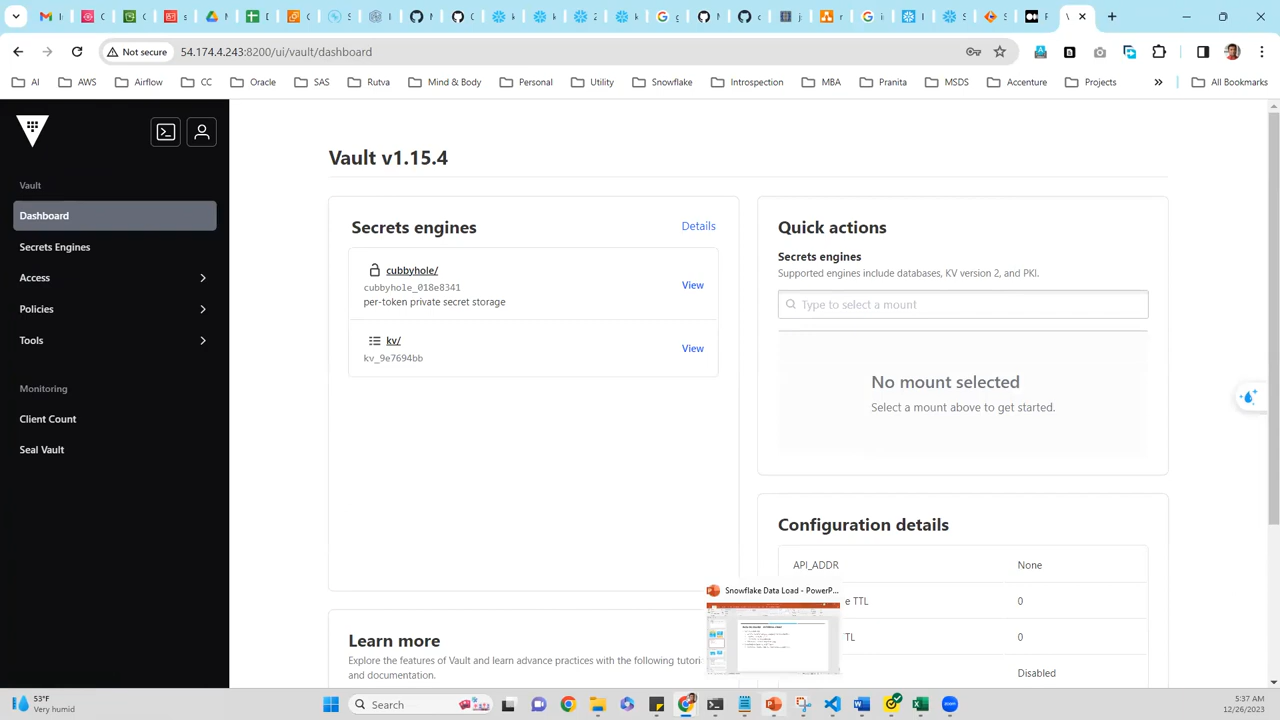 Not secure
54.174.4.243:8200/ui/vault/dashboard
AI
AWS
Airflow
CC
Oracle
SAS
Rutva
Mind & Body
Personal
Utility
Snowflake
Introspection
MBA
Pranita
MSDS
Accenture
Projects
»
All Bookmarks
Vault
Dashboard
Secrets Engines
Access
Policies
Tools
Monitoring
Client Count
Seal Vault
Vault v1.15.4
Secrets engines
Details
cubbyhole/
cubbyhole_018e8341
per-token private secret storage
View
kv/
kv_9e7694bb
View
Learn more
Explore the features of Vault and learn advance practices with the following tutori
and documentation.
Quick actions
Secrets engines
Supported engines include databases, KV version 2, and PKI.
Type to select a mount
No mount selected
Select a mount above to get started.
Configuration details
API_ADDR
None
e TTL
0
TL
Disabled
Snowflake Data Load - PowerP...
53°F
Very humid
Search
5:37 AM
12/26/2023